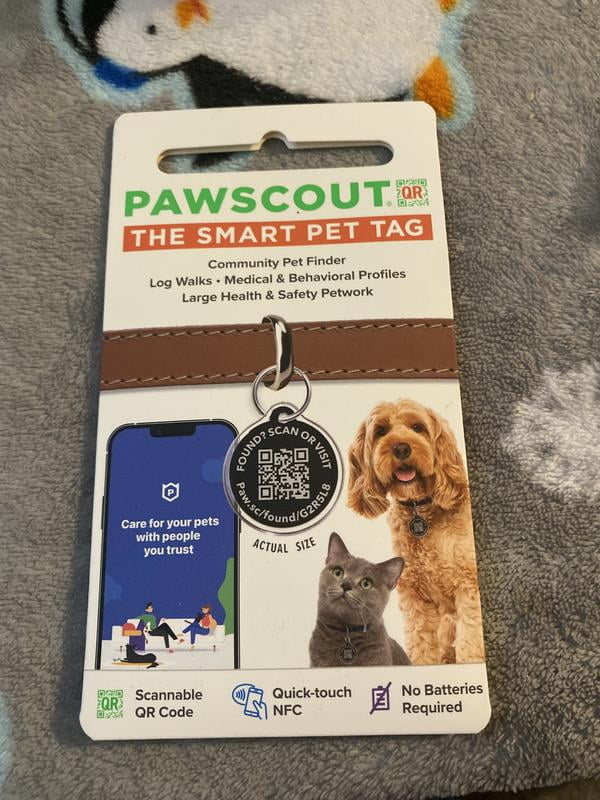 PAWSCOUT® QR
THE SMART PET TAG
Community Pet Finder
Log Walks • Medical & Behavioral Profiles
Large Health & Safety Petwork
FOUND? SCAN OR VISIT
Paw.sc/found/G2R5L8
ACTUAL SIZE
P
Care for your pets
with people
you trust
QR
Scannable
QR Code
Quick-touch
NFC
No Batteries
Required